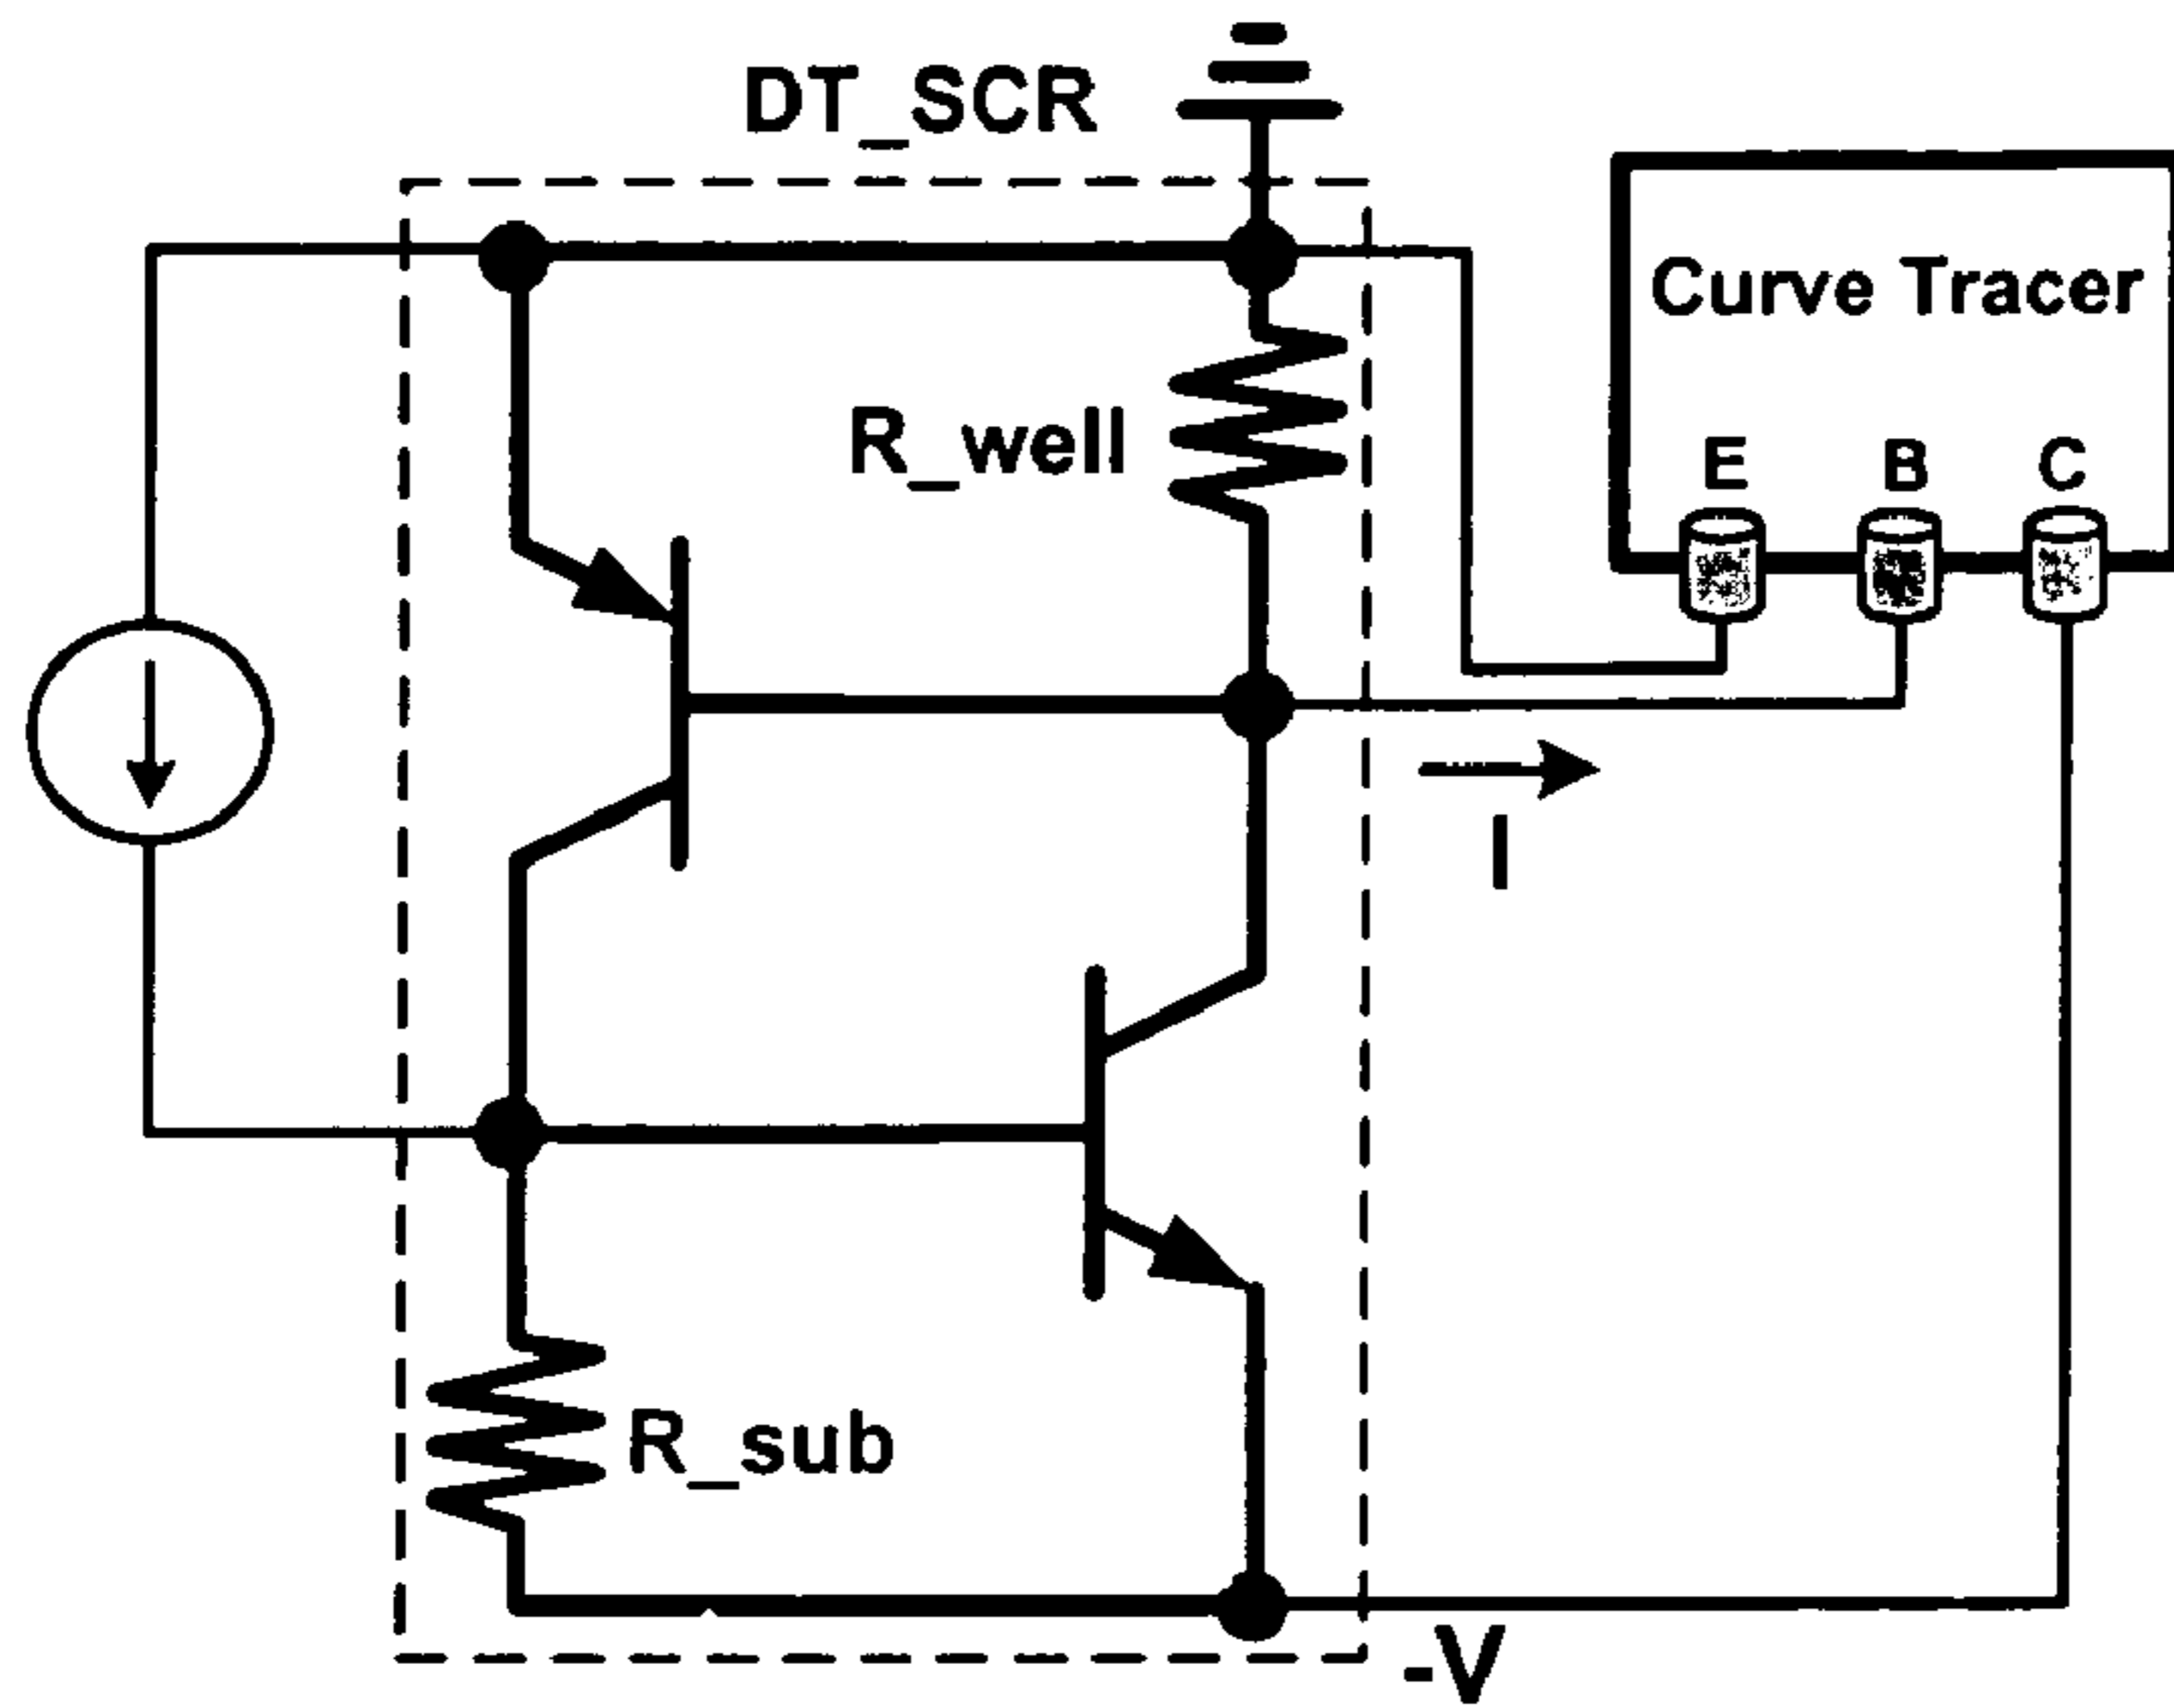 DT_SCR
Curve Tracer
R_well
E B C
I
R_sub
-V